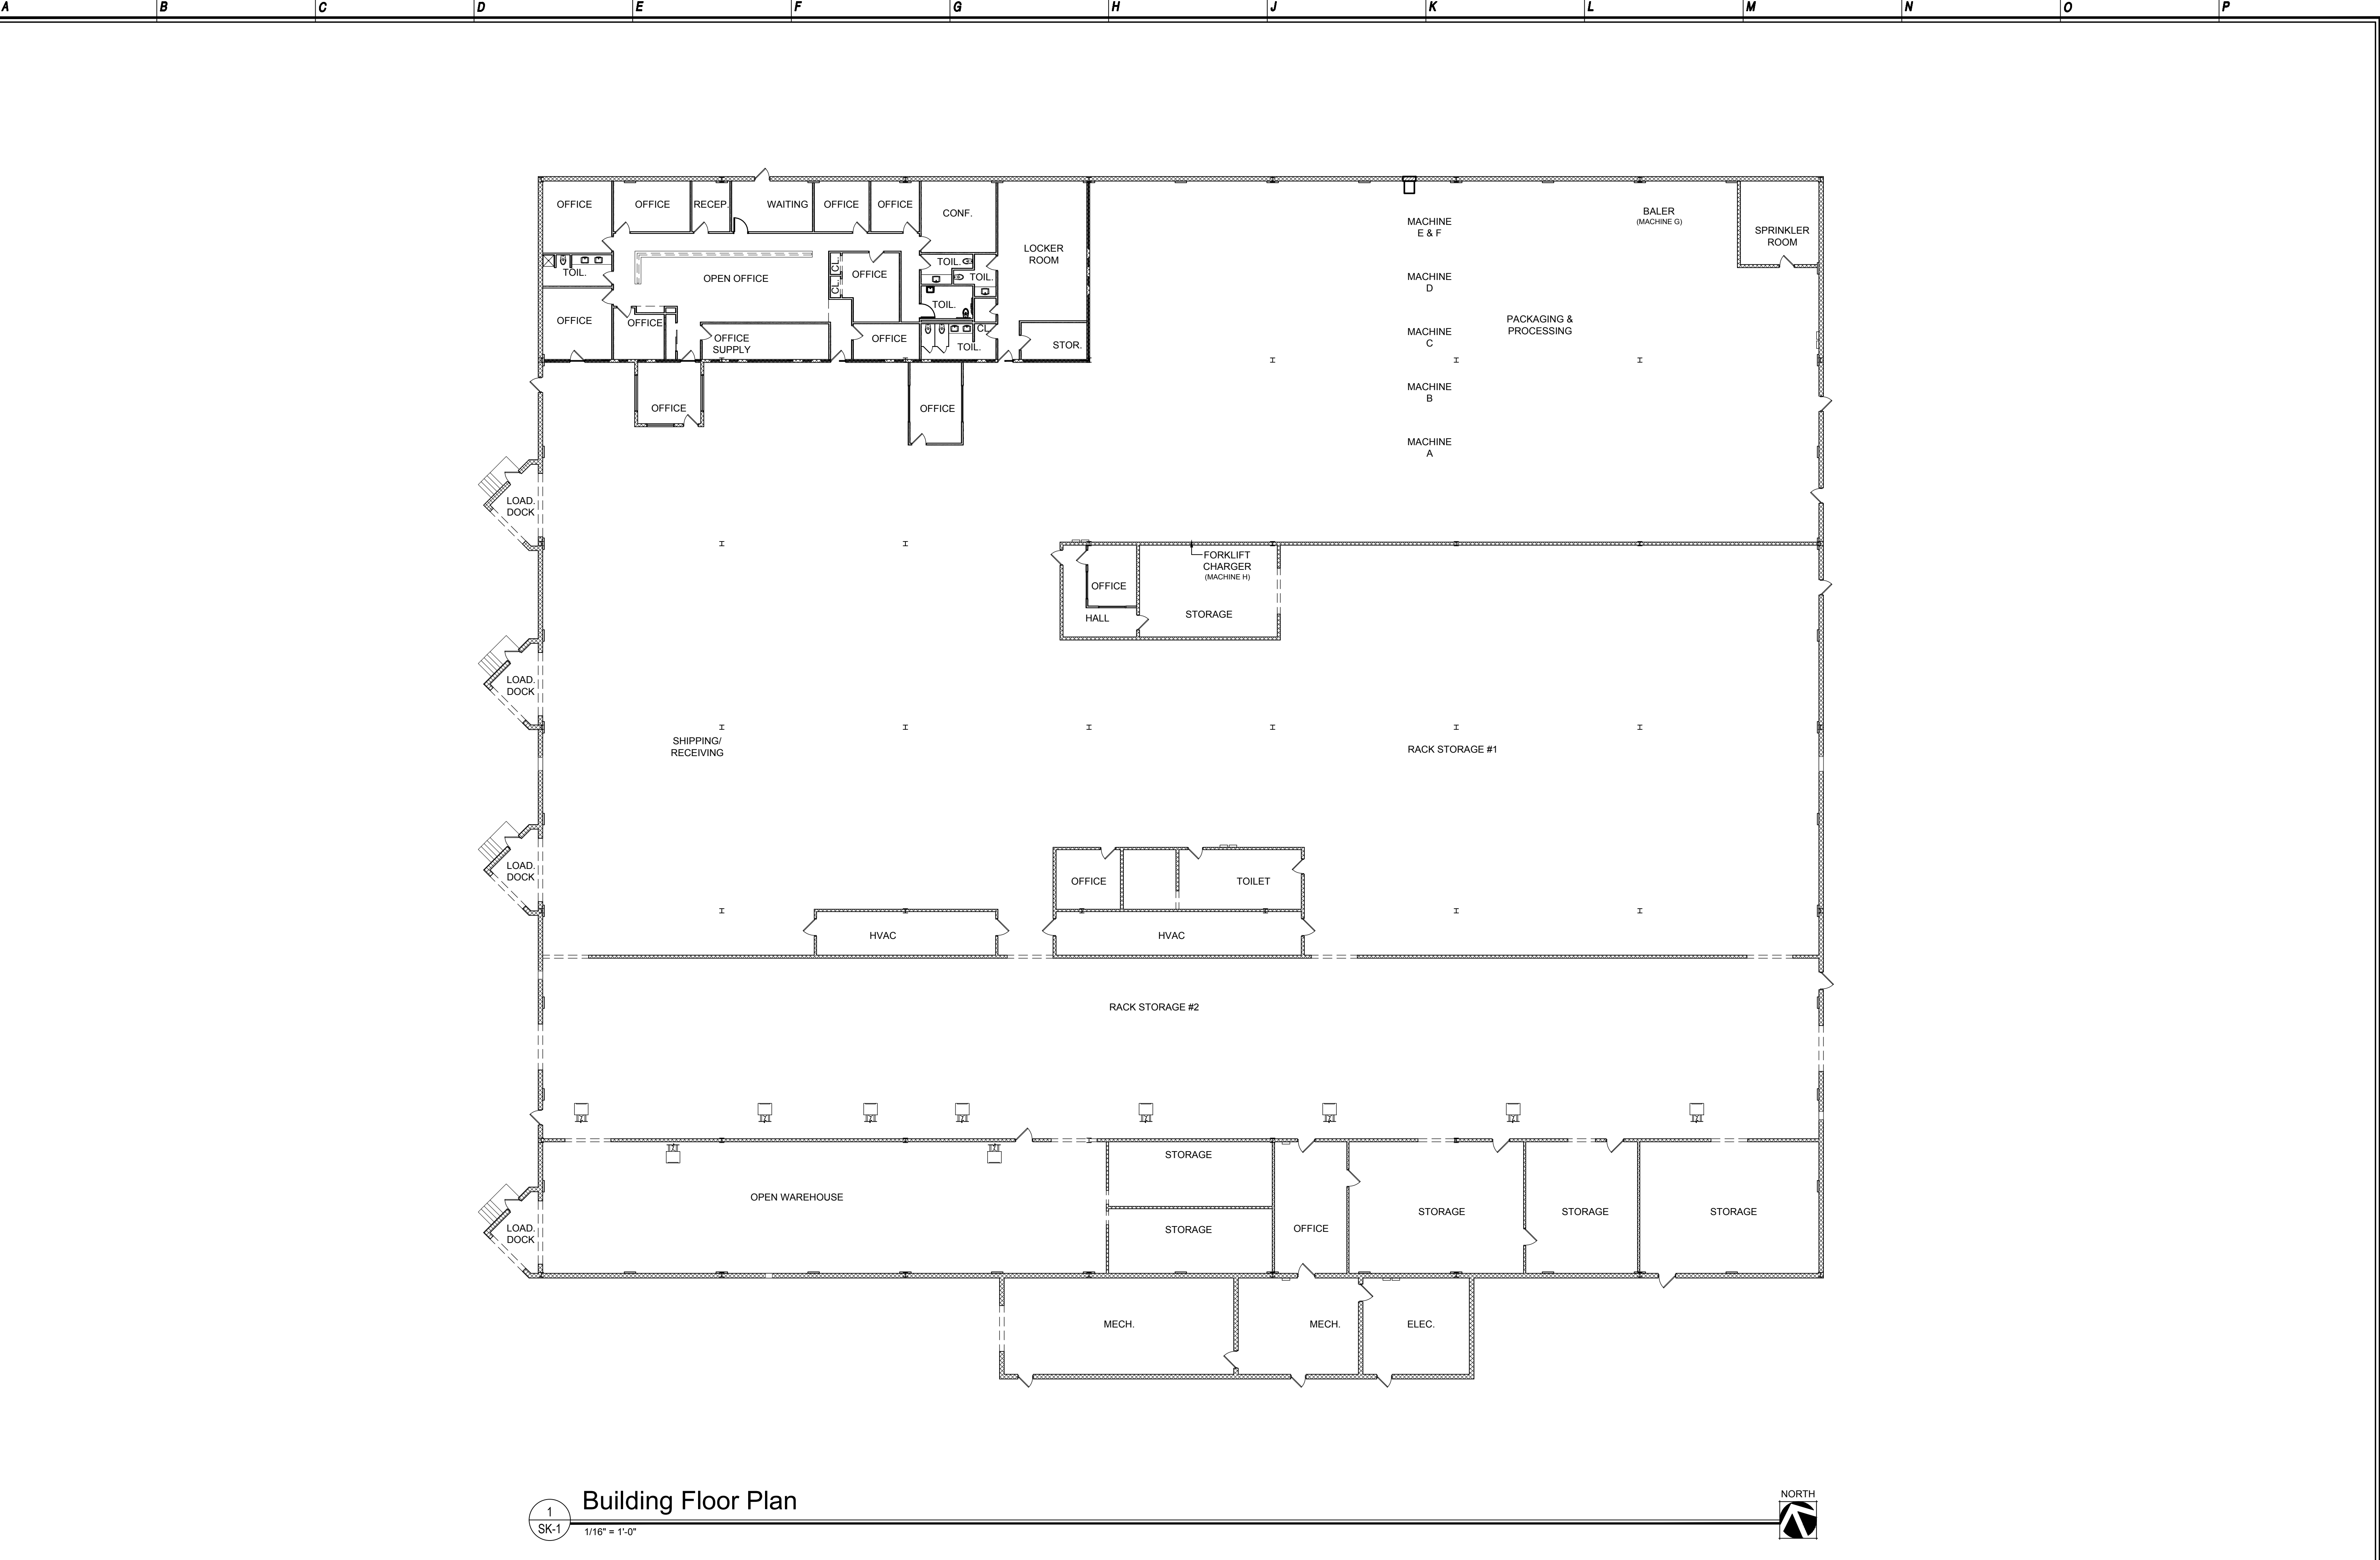 A B C D E F G H J K L M N O P
OFFICE
OFFICE
RECEP.
WAITING
OFFICE
OFFICE
CONF.
LOCKER
ROOM
MACHINE
E & F
BALER
(MACHINE G)
SPRINKLER
ROOM
TOIL.
OPEN OFFICE
CL.
CL.
OFFICE
TOIL.
TOIL.
TOIL.
MACHINE
D
OFFICE
OFFICE
OFFICE
SUPPLY
OFFICE
CL.
TOIL.
STOR.
MACHINE
C
PACKAGING &
PROCESSING
OFFICE
OFFICE
MACHINE
B
MACHINE
A
LOAD.
DOCK
FORKLIFT
CHARGER
(MACHINE H)
OFFICE
HALL
STORAGE
LOAD.
DOCK
SHIPPING/
RECEIVING
RACK STORAGE #1
LOAD.
DOCK
OFFICE
TOILET
HVAC
HVAC
RACK STORAGE #2
OPEN WAREHOUSE
STORAGE
STORAGE
OFFICE
STORAGE
STORAGE
STORAGE
LOAD.
DOCK
MECH.
MECH.
ELEC.
1
SK-1
Building Floor Plan
1/16" = 1'-0"
NORTH